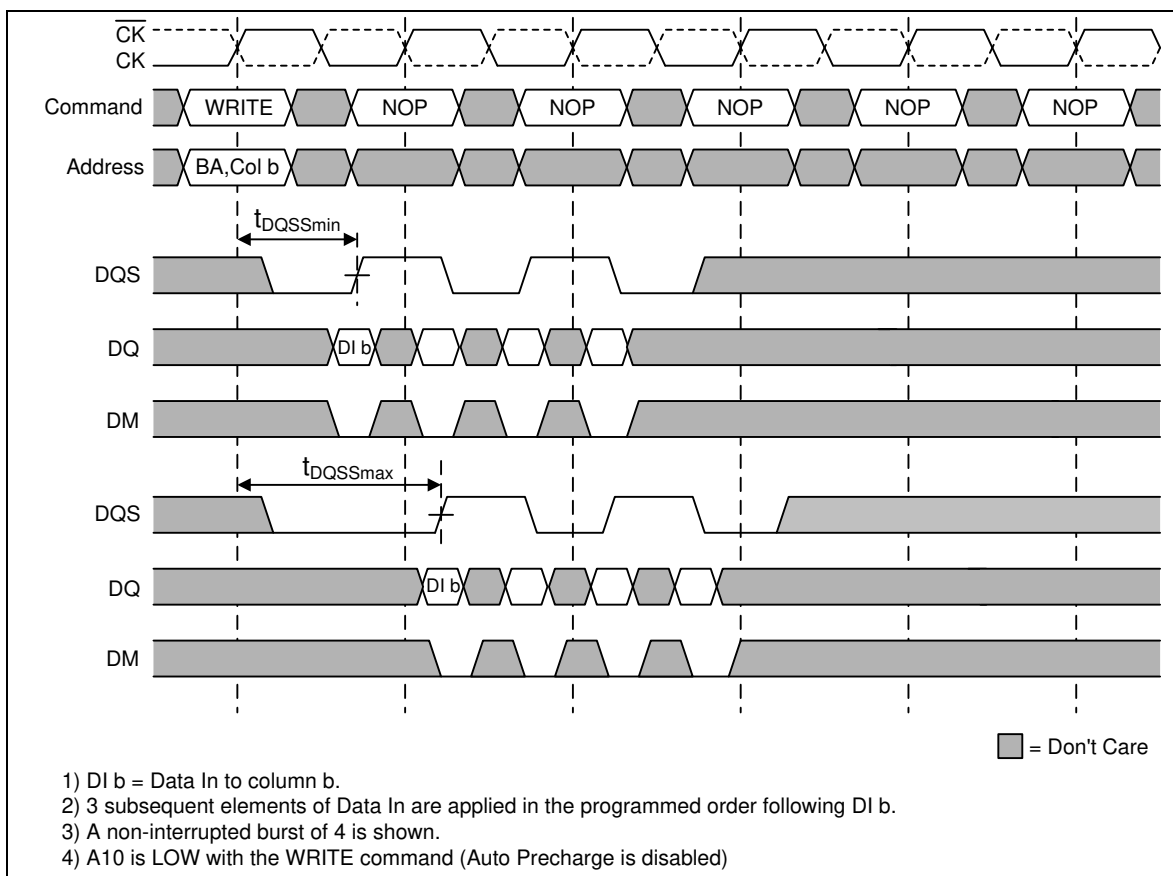 CK
CK
Command WRITE NOP NOP NOP NOP NOP
Address BA,Col b
tDQSSmin
DQS
DQ DI b
DM
tDQSSmax
DQS
DQ DI b
DM
= Don't Care
1) DI b = Data In to column b.
2) 3 subsequent elements of Data In are applied in the programmed order following DI b.
3) A non-interrupted burst of 4 is shown.
4) A10 is LOW with the WRITE command (Auto Precharge is disabled)